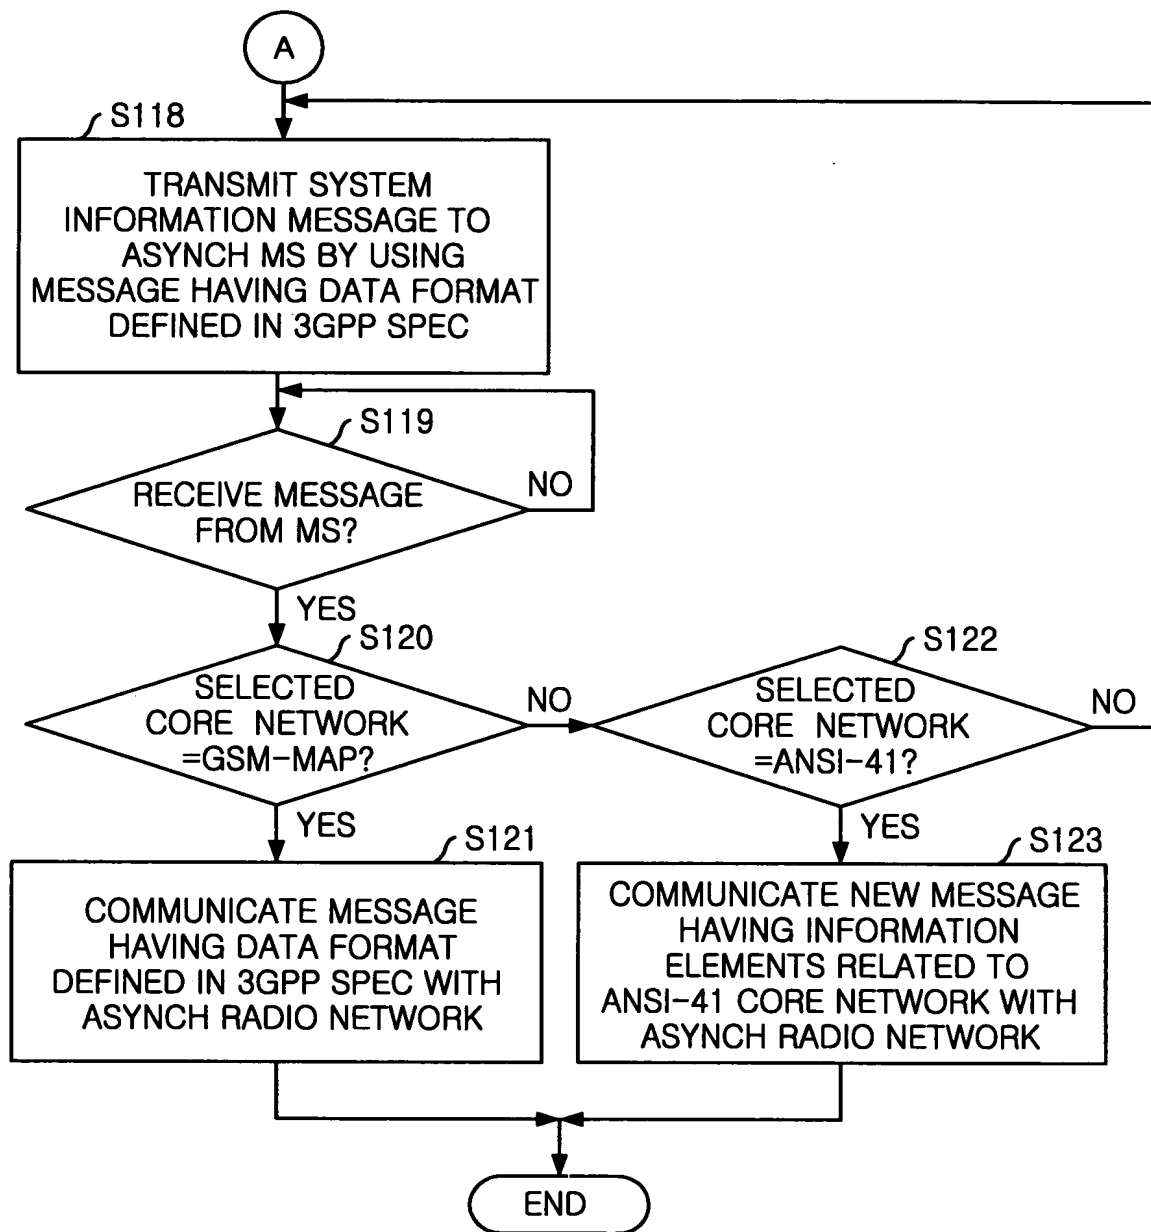 A
S118
TRANSMIT SYSTEM
INFORMATION MESSAGE TO
ASYNCH MS BY USING
MESSAGE HAVING DATA FORMAT
DEFINED IN 3GPP SPEC
S119
RECEIVE MESSAGE
FROM MS?
NO
YES
S120
SELECTED
CORE NETWORK
=GSM-MAP?
NO
YES
S122
SELECTED
CORE NETWORK
=ANSI-41?
NO
YES
S121
COMMUNICATE MESSAGE
HAVING DATA FORMAT
DEFINED IN 3GPP SPEC WITH
ASYNCH RADIO NETWORK
S123
COMMUNICATE NEW MESSAGE
HAVING INFORMATION
ELEMENTS RELATED TO
ANSI-41 CORE NETWORK WITH
ASYNCH RADIO NETWORK
END